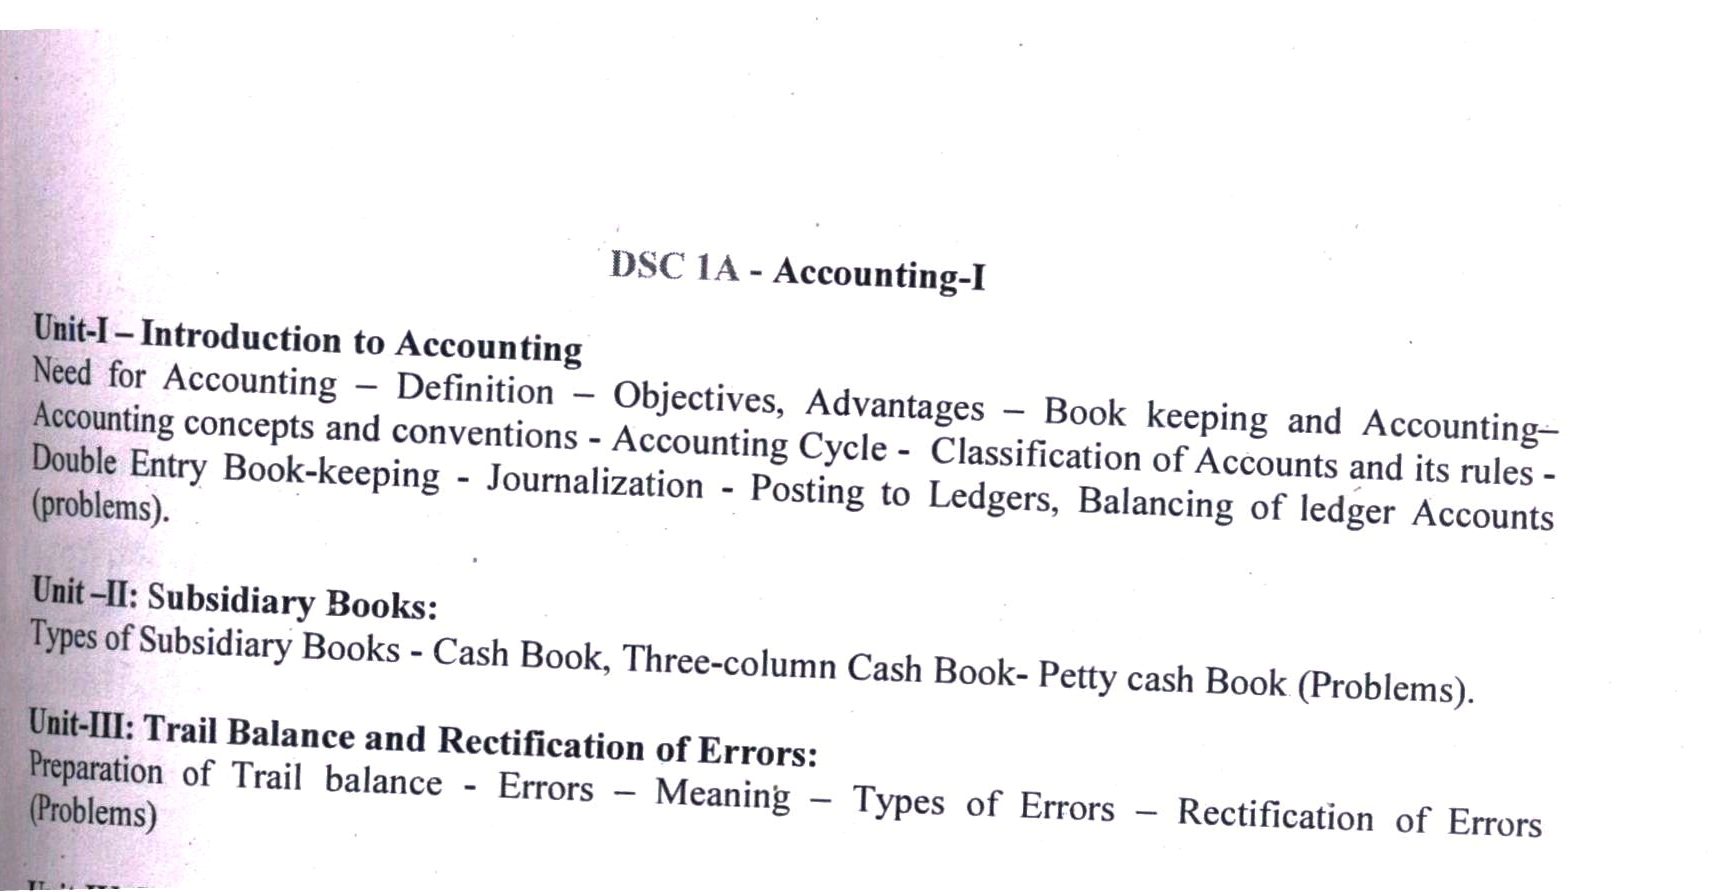 DSC 1A - Accounting-I
Unit-I – Introduction to Accounting
Need for Accounting – Definition – Objectives, Advantages – Book keeping and Accounting–
Accounting concepts and conventions - Accounting Cycle - Classification of Accounts and its rules -
Double Entry Book-keeping - Journalization - Posting to Ledgers, Balancing of ledger Accounts
(problems).
Unit –II: Subsidiary Books:
Types of Subsidiary Books - Cash Book, Three-column Cash Book- Petty cash Book (Problems).
Unit-III: Trail Balance and Rectification of Errors:
Preparation of Trail balance - Errors – Meaning – Types of Errors – Rectification of Errors
(Problems)